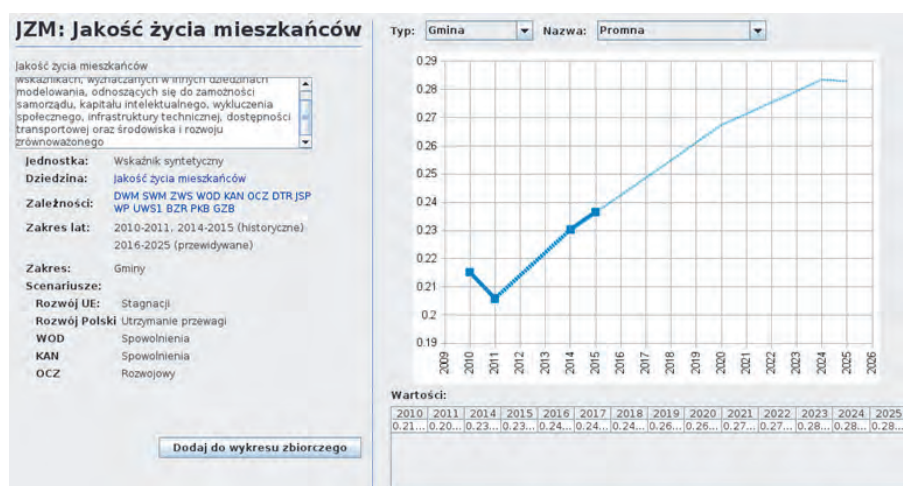 JZM: Jakość życia mieszkańców
Jakość życia mieszkańców
wskaźnikach, wyznaczanych w innych dziedzinach
modelowania, odnoszących się do zamożności
samorządu, kapitału intelektualnego, wykluczenia
społecznego, infrastruktury technicznej, dostępności
transportowej oraz środowiska i rozwoju
zrównoważonego
Jednostka: Wskaźnik syntetyczny
Dziedzina: Jakość życia mieszkańców
Zależności: DWM SWM ZWS WOD KAN OCZ DTR JSP
WP UWS1 BZR PKB GZB
Zakres lat: 2010-2011, 2014-2015 (historyczne)
2016-2025 (przewidywane)
Zakres: Gminy
Scenariusze:
Rozwój UE: Stagnacji
Rozwój Polski Utrzymanie przewagi
WOD Spowolnienia
KAN Spowolnienia
OCZ Rozwojowy
Dodaj do wykresu zbiorczego
Typ: Gmina Nazwa: Promna
0.29
0.28
0.27
0.26
0.25
0.24
0.23
0.22
0.21
0.2
0.19
2009 2010 2011 2012 2013 2014 2015 2016 2017 2018 2019 2020 2021 2022 2023 2024 2025 2026
Wartości:
2010 2011 2014 2015 2016 2017 2018 2019 2020 2021 2022 2023 2024 2025
0.21... 0.20... 0.23... 0.23... 0.24... 0.24... 0.24... 0.26... 0.26... 0.27... 0.27... 0.28... 0.28... 0.28...